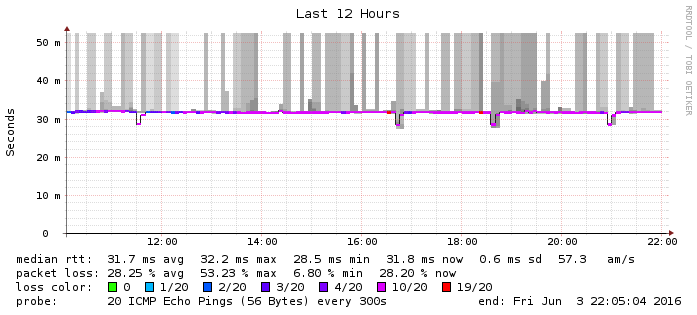 Last 12 Hours
RRDTOOL / TOBI OETIKER
Seconds
50 m
40 m
30 m
20 m
10 m
0
12:00 14:00 16:00 18:00 20:00 22:00
median rtt: 31.7 ms avg 32.2 ms max 28.5 ms min 31.8 ms now 0.6 ms sd 57.3 am/s
packet loss: 28.25 % avg 53.23 % max 6.80 % min 28.20 % now
loss color: 0 1/20 2/20 3/20 4/20 10/20 19/20
probe: 20 ICMP Echo Pings (56 Bytes) every 300s end: Fri Jun 3 22:05:04 2016